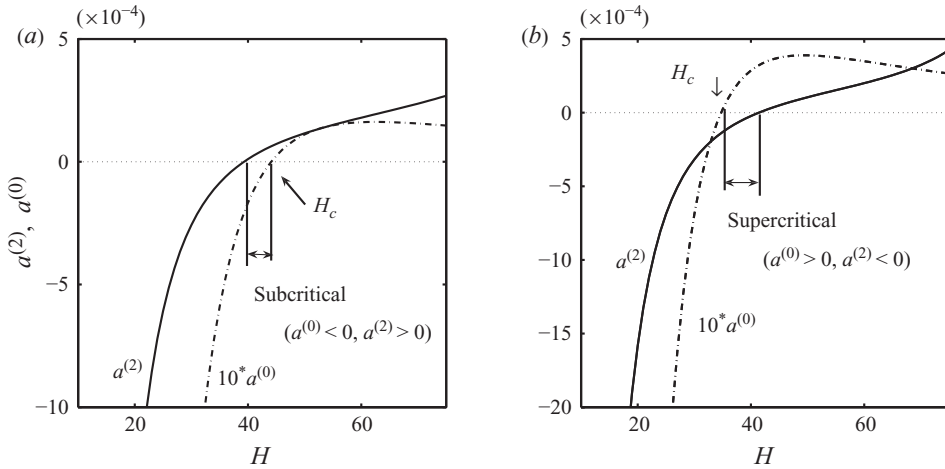 (a)
(×10⁻⁴)
5
0
−5
−10
a⁽²⁾, a⁽⁰⁾
H_c
Subcritical
(a⁽⁰⁾ < 0, a⁽²⁾ > 0)
a⁽²⁾
10*a⁽⁰⁾
20 40 60
H
(b)
(×10⁻⁴)
5
0
−5
−10
−15
−20
H_c
Supercritical
(a⁽⁰⁾ > 0, a⁽²⁾ < 0)
a⁽²⁾
10*a⁽⁰⁾
20 40 60
H